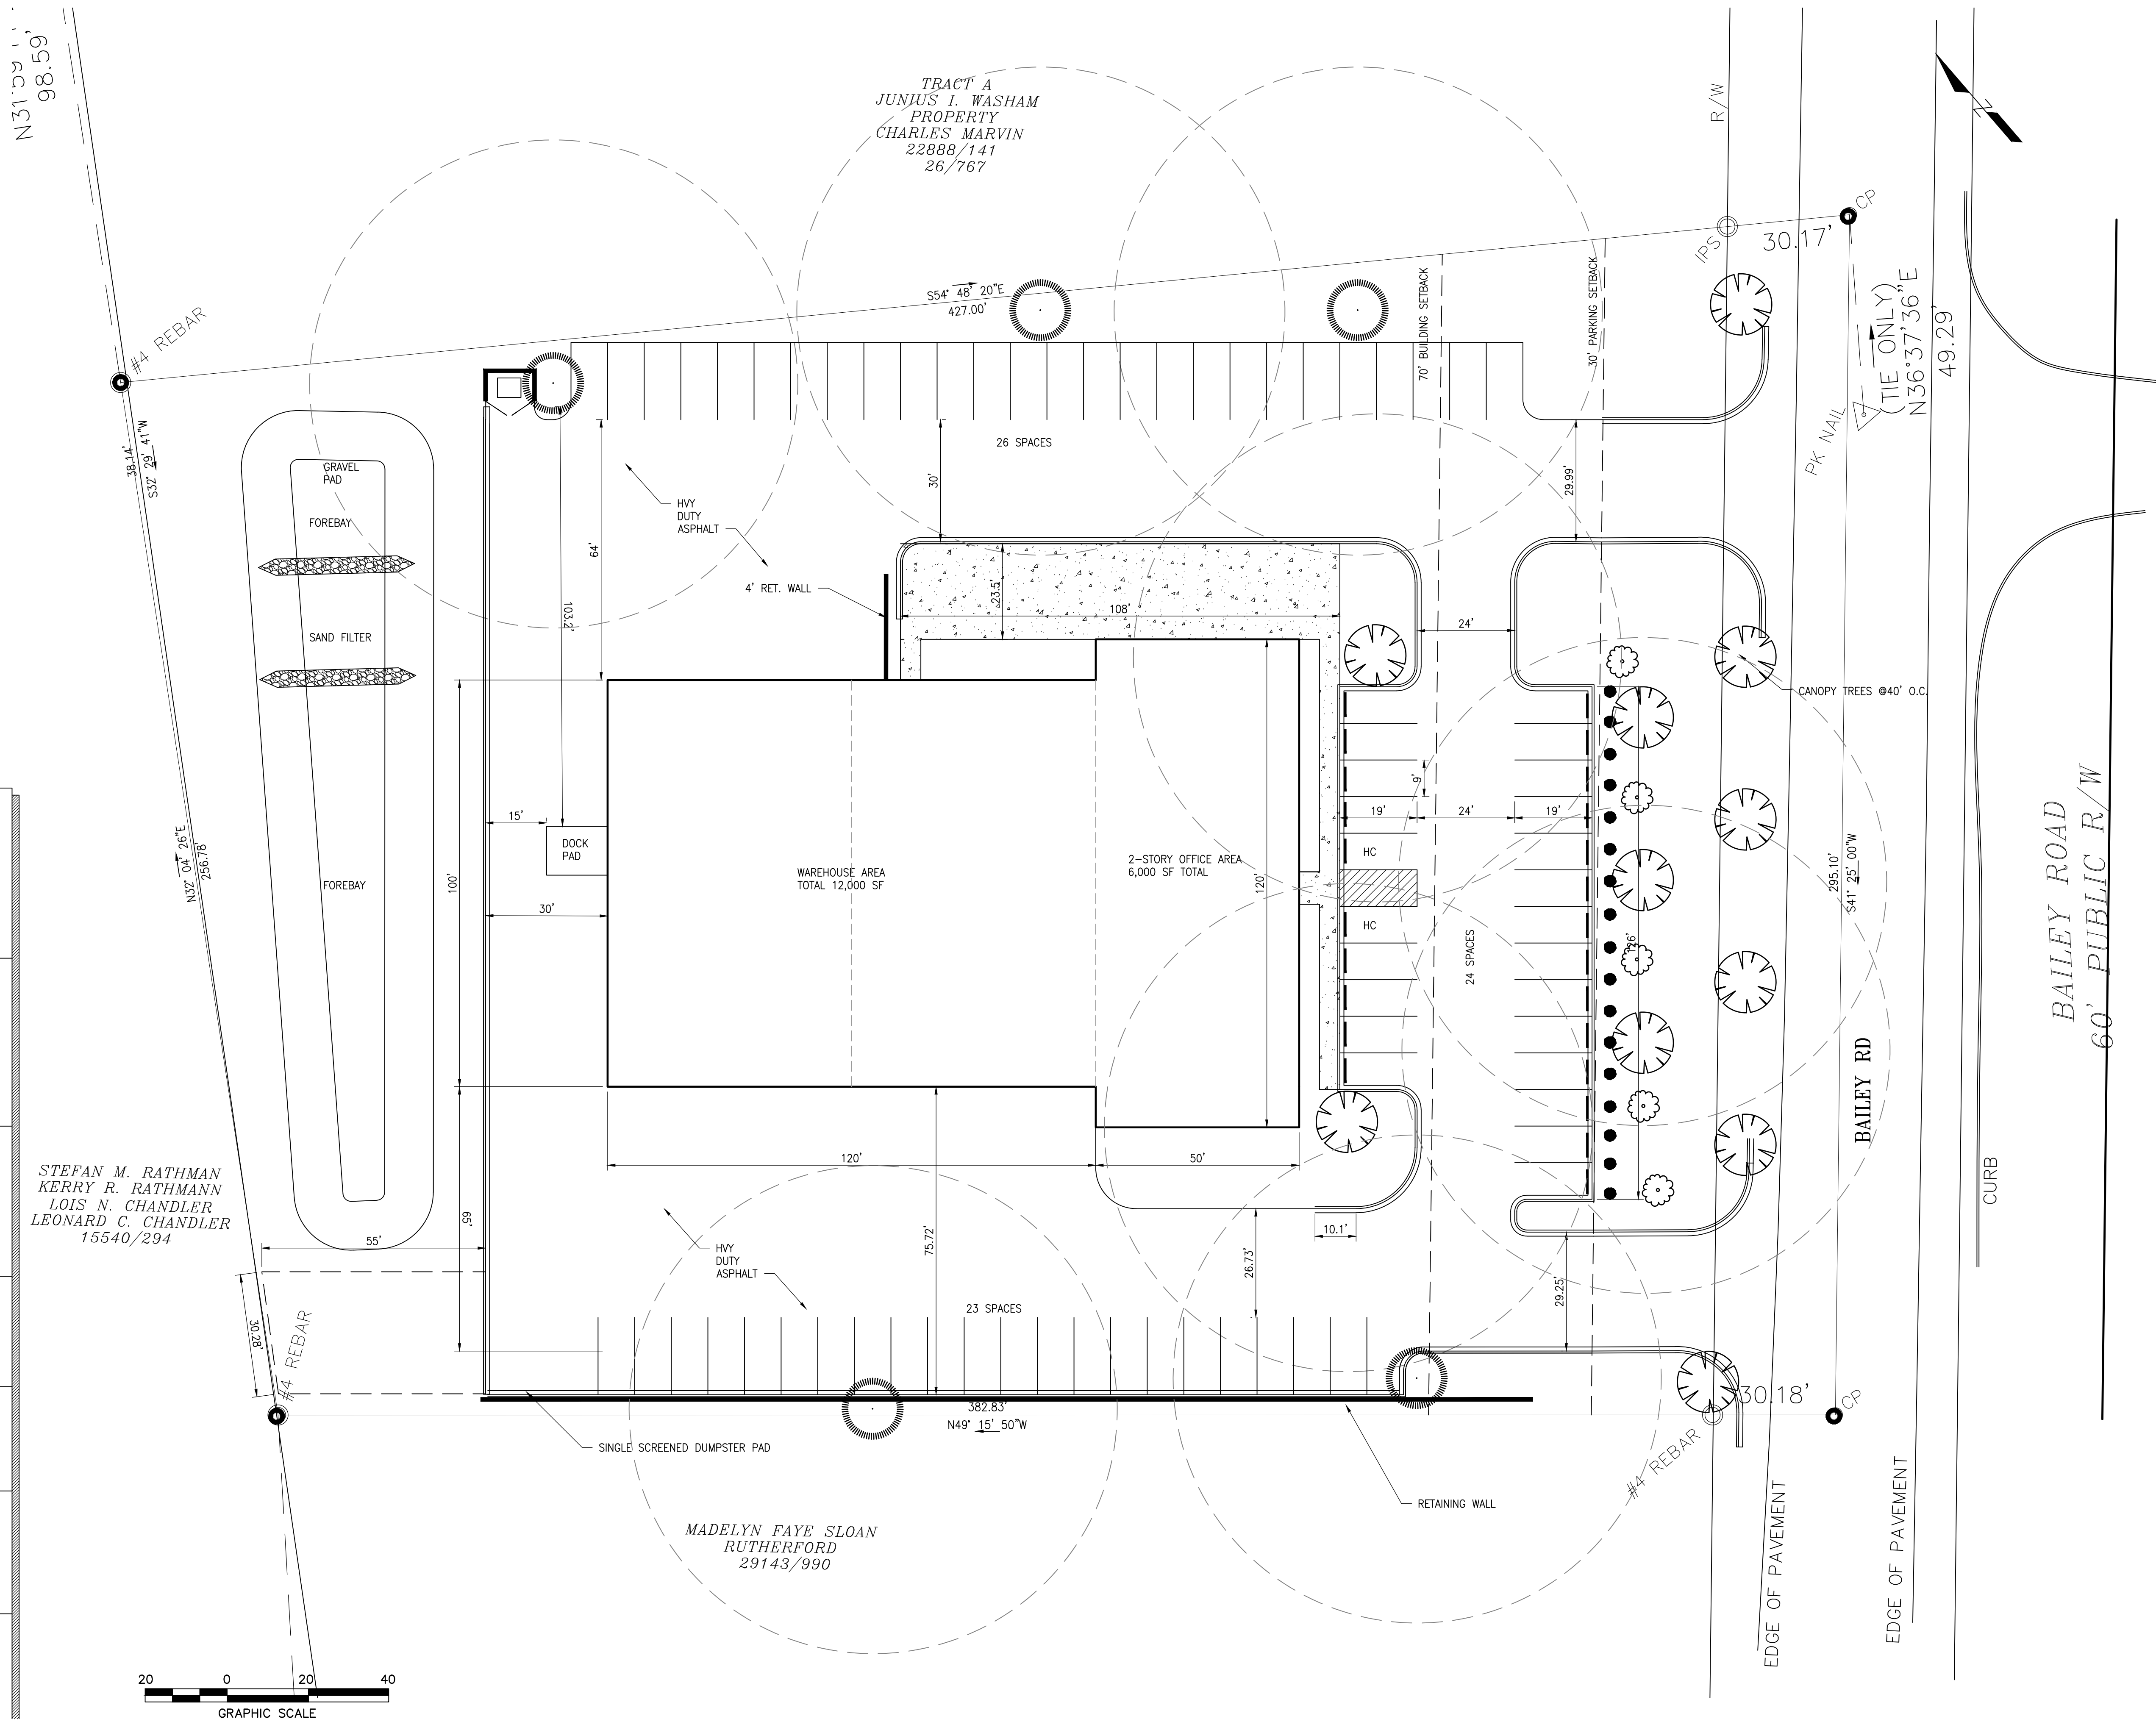 98.59'
TRACT A
JUNIUS I. WASHAM
PROPERTY
CHARLES MARVIN
22888/141
26/767
R/W
Z
CP
IPS
30.17'
#4 REBAR
S54° 48' 20"E
427.00'
70' BUILDING SETBACK
30' PARKING SETBACK
(TIE ONLY)
N36°37'36"E
49.29'
PK NAIL
38.14'
S32° 29' 41"W
GRAVEL
PAD
FOREBAY
26 SPACES
30'
29.99'
HVY
DUTY
ASPHALT
64'
103.2'
4' RET. WALL
23.5'
108'
24'
SAND FILTER
CANOPY TREES @40' O.C.
9'
19'
24'
19'
15'
DOCK
PAD
HC
WAREHOUSE AREA
TOTAL 12,000 SF
2-STORY OFFICE AREA
6,000 SF TOTAL
120'
100'
30'
FOREBAY
N32° 04' 26"E
256.78'
HC
24 SPACES
126'
295.10'
S41° 25' 00"W
BAILEY ROAD
60' PUBLIC R/W
BAILEY RD
CURB
STEFAN M. RATHMAN
KERRY R. RATHMANN
LOIS N. CHANDLER
LEONARD C. CHANDLER
15540/294
120'
50'
65'
55'
75.72'
10.1'
26.73'
29.25'
HVY
DUTY
ASPHALT
23 SPACES
30.28'
#4 REBAR
382.83'
N49° 15' 50"W
30.18'
CP
#4 REBAR
SINGLE SCREENED DUMPSTER PAD
RETAINING WALL
EDGE OF PAVEMENT
EDGE OF PAVEMENT
MADELYN FAYE SLOAN
RUTHERFORD
29143/990
20 0 20 40
GRAPHIC SCALE